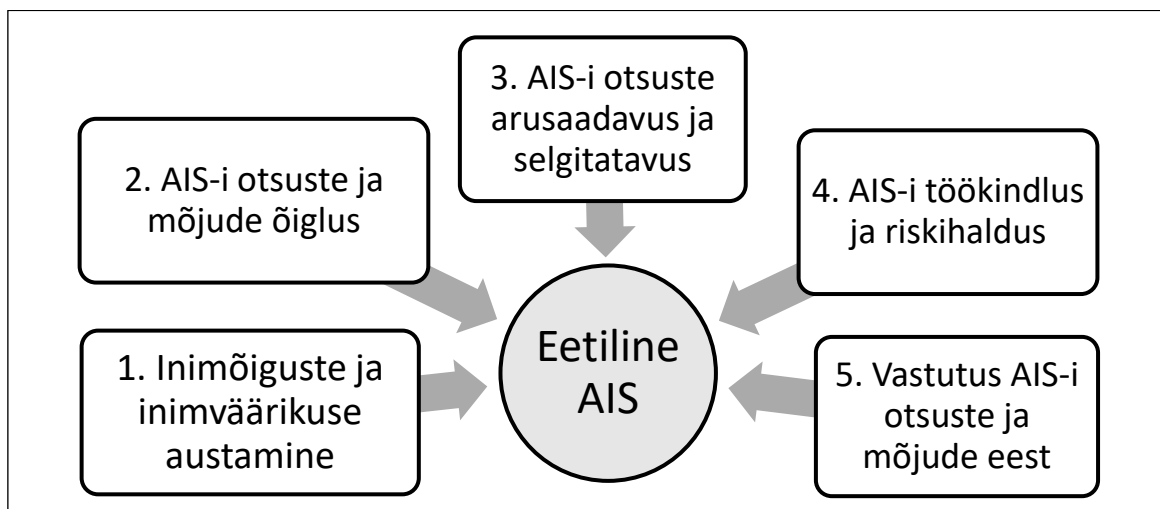 1. Inimõiguste ja
inimväärikuse
austamine
2. AIS-i otsuste ja
mõjude õiglus
3. AIS-i otsuste
arusaadavus ja
selgitatavus
4. AIS-i töökindlus
ja riskihaldus
5. Vastutus AIS-i
otsuste ja
mõjude eest
Eetiline
AIS